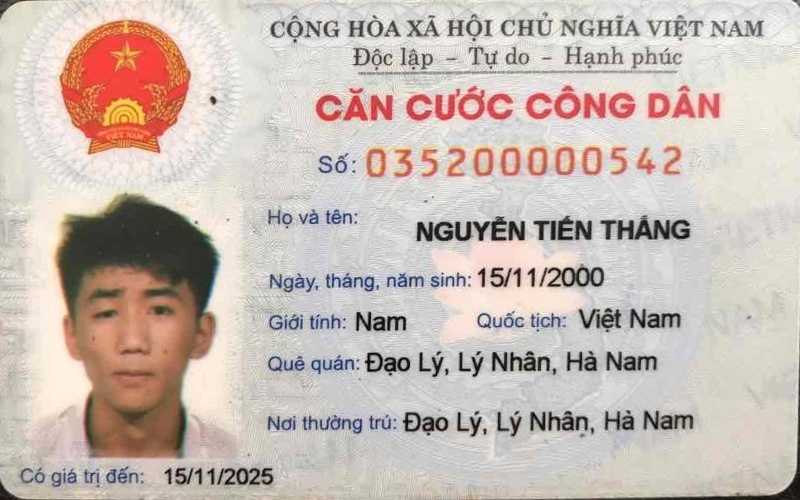 CỘNG HÒA XÃ HỘI CHỦ NGHĨA VIỆT NAM
Độc lập - Tự do - Hạnh phúc
CĂN CƯỚC CÔNG DÂN
Số: 035200000542
Họ và tên: NGUYỄN TIẾN THẮNG
Ngày, tháng, năm sinh: 15/11/2000
Giới tính: Nam Quốc tịch: Việt Nam
Quê quán: Đạo Lý, Lý Nhân, Hà Nam
Nơi thường trú: Đạo Lý, Lý Nhân, Hà Nam
Có giá trị đến: 15/11/2025